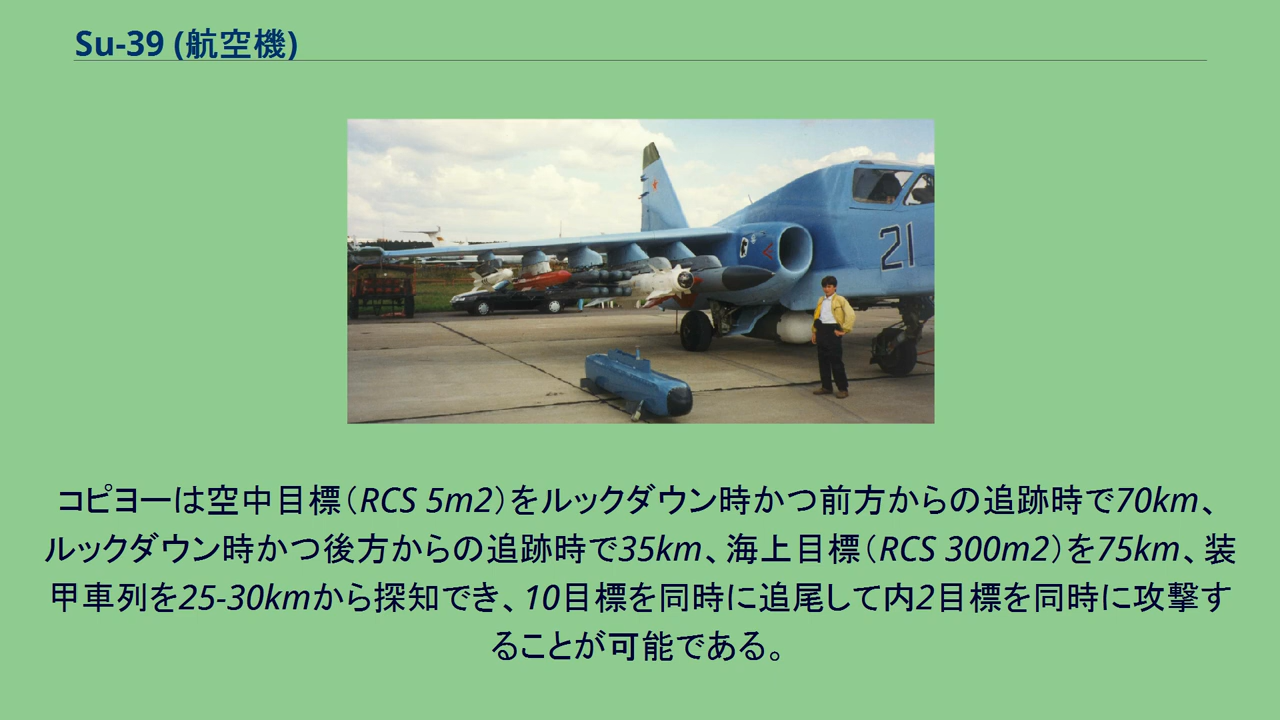 Su-39 (航空機)
21
コピヨーは空中目標（RCS 5m2）をルックダウン時かつ前方からの追跡時で70km、
ルックダウン時かつ後方からの追跡時で35km、海上目標（RCS 300m2）を75km、装
甲車列を25-30kmから探知でき、10目標を同時に追尾して内2目標を同時に攻撃す
ることが可能である。